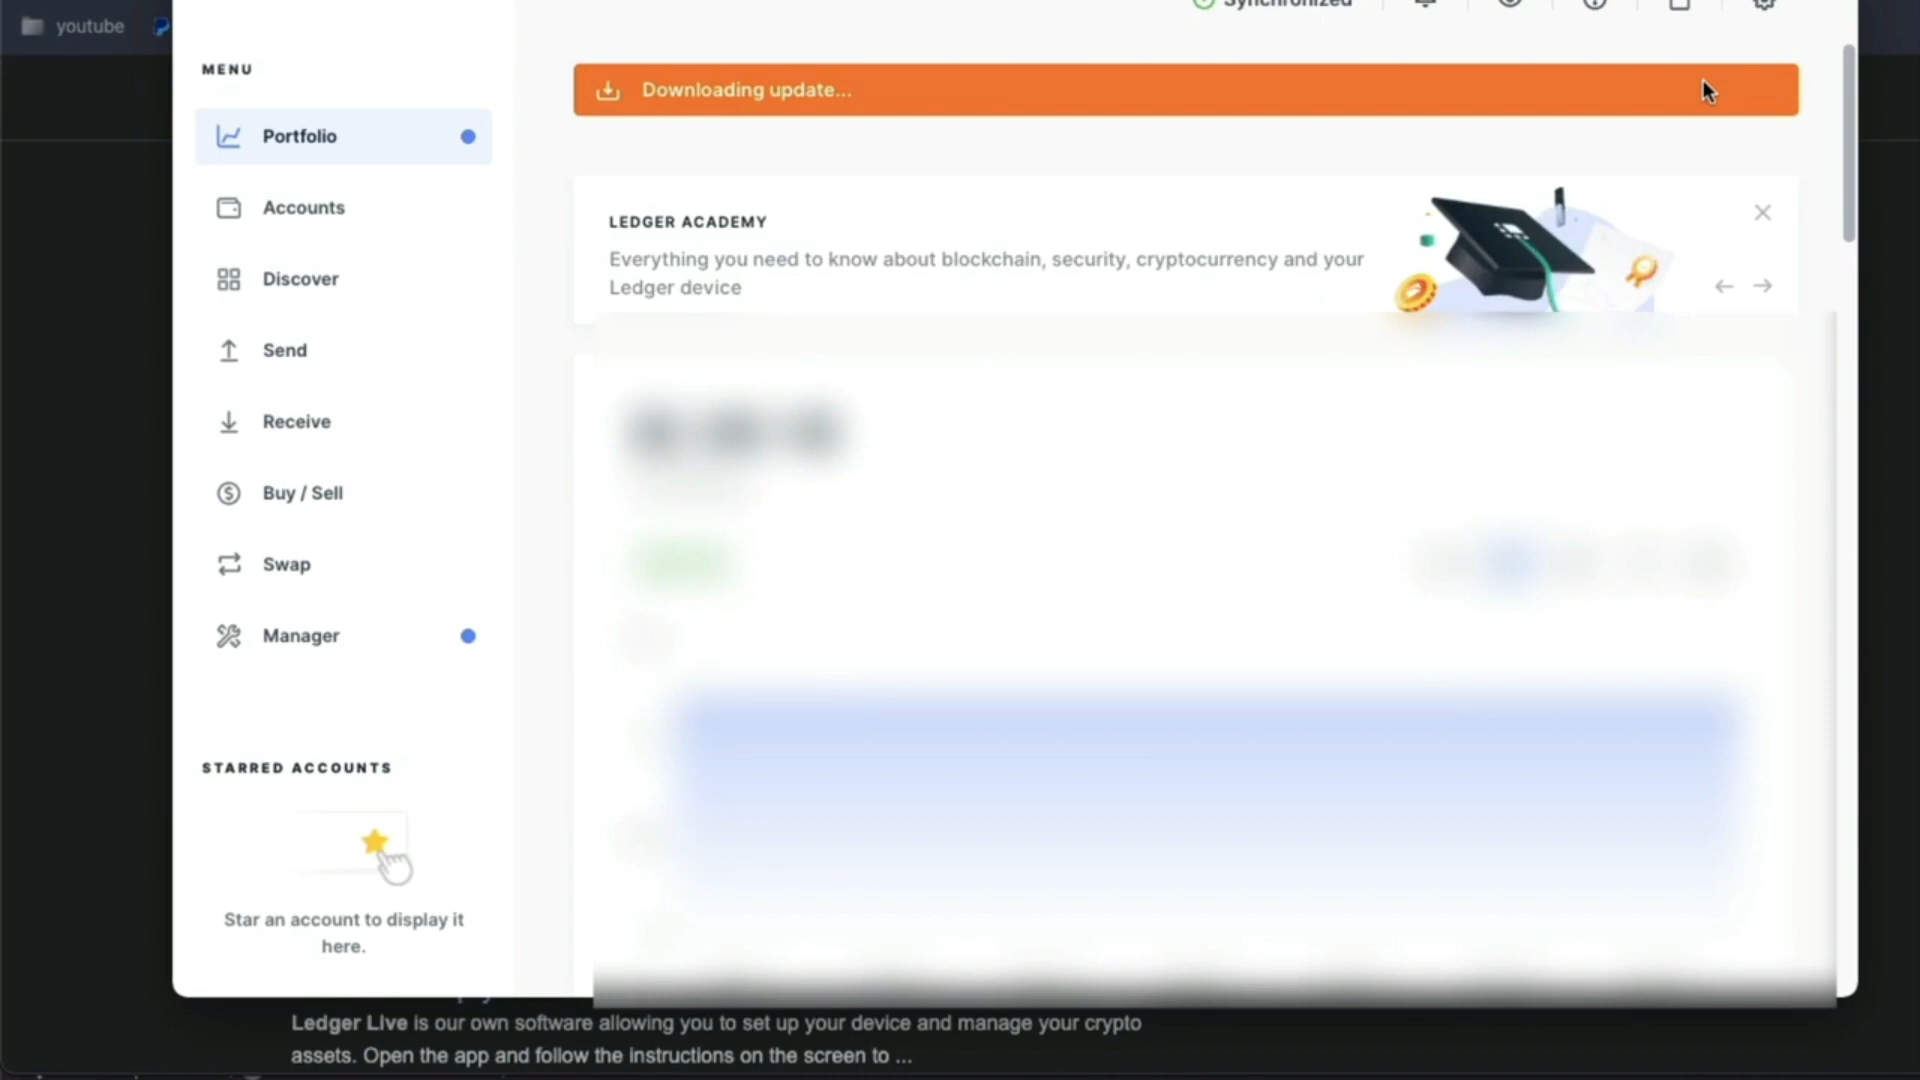 youtube
Synchronized
MENU
Downloading update...
Portfolio
Accounts
LEDGER ACADEMY
Everything you need to know about blockchain, security, cryptocurrency and your
Ledger device
Discover
Send
Receive
Buy / Sell
Swap
Manager
STARRED ACCOUNTS
Star an account to display it
here.
Ledger Live is our own software allowing you to set up your device and manage your crypto
assets. Open the app and follow the instructions on the screen to ...